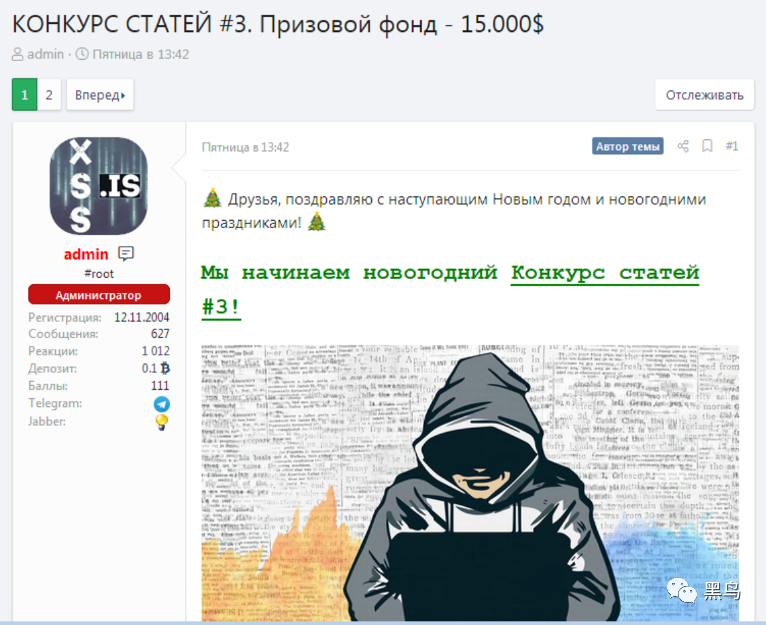 КОНКУРС СТАТЕЙ #3. Призовой фонд - 15.000$
admin · Пятница в 13:42
1 2 Вперед
Отслеживать
XSS.IS
Пятница в 13:42
Автор темы
#1
Друзья, поздравляю с наступающим Новым годом и новогодними
праздниками!
Мы начинаем новогодний Конкурс статей
#3!
admin
#root
Администратор
Регистрация: 12.11.2004
Сообщения: 627
Реакции: 1 012
Депозит: 0.1 ₿
Баллы: 111
Telegram:
Jabber:
黑鸟